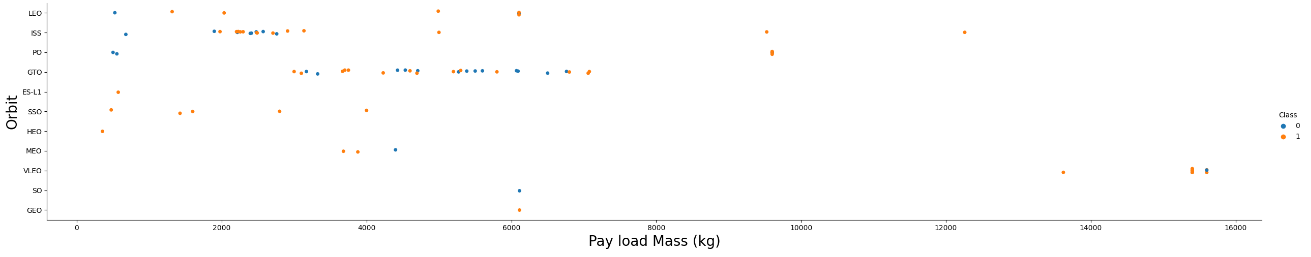 LEO
ISS
PO
GTO
ES-L1
SSO
HEO
MEO
VLEO
SO
GEO
Orbit
0 2000 4000 6000 8000 10000 12000 14000 16000
Pay load Mass (kg)
Class
0
1